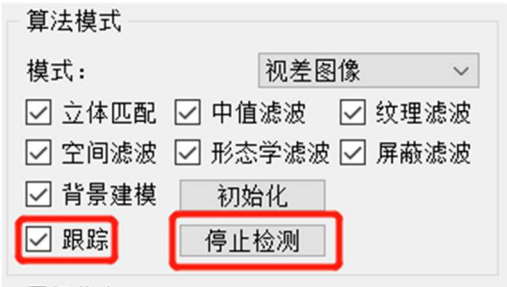 算法模式
模式：
视差图像
立体匹配 中值滤波 纹理滤波
空间滤波 形态学滤波 屏蔽滤波
背景建模 初始化
跟踪 停止检测